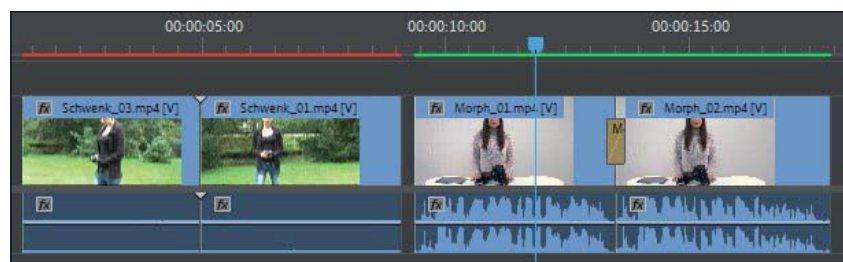 00:00:05:00 00:00:10:00 00:00:15:00
fx Schwenk_03.mp4 [V] fx Schwenk_01.mp4 [V] fx Morph_01.mp4 [V] fx Morph_02.mp4 [V]
M
fx fx fx fx